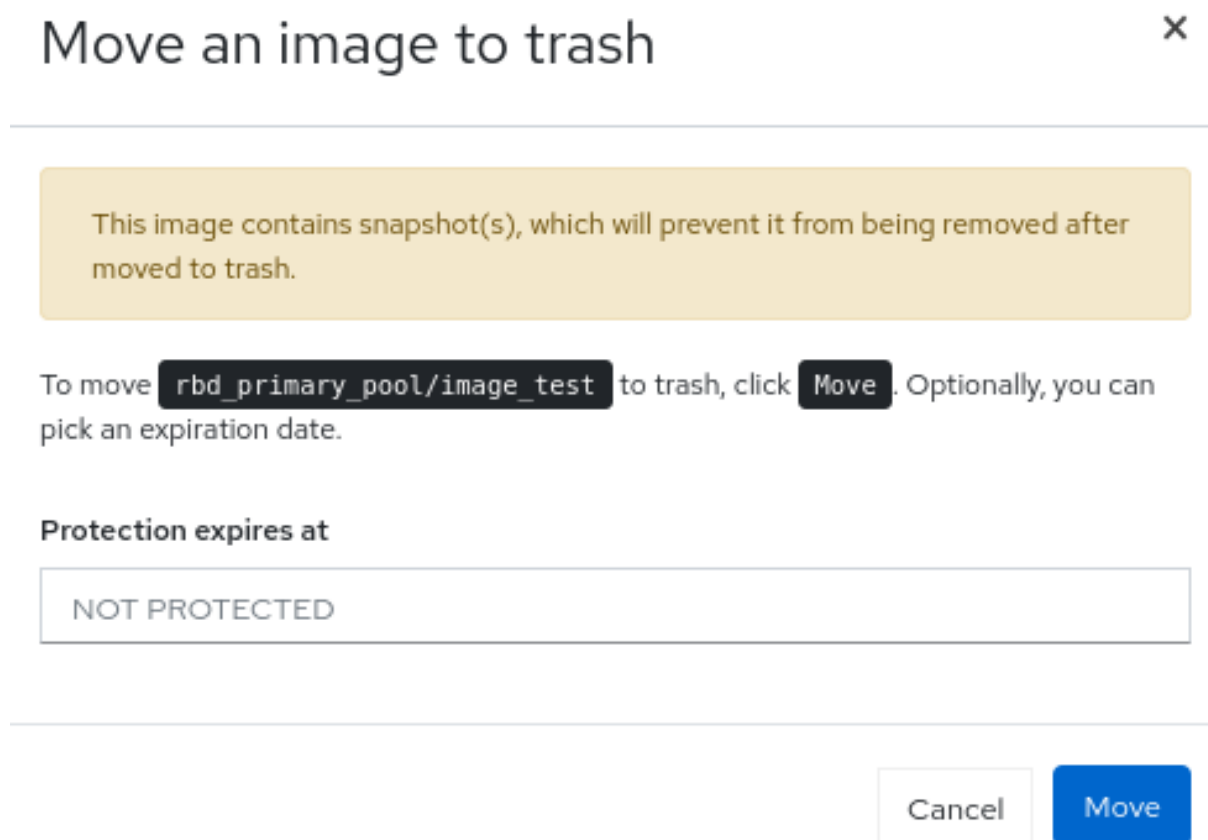 Move an image to trash
×
This image contains snapshot(s), which will prevent it from being removed after
moved to trash.
To move rbd_primary_pool/image_test to trash, click Move . Optionally, you can
pick an expiration date.
Protection expires at
NOT PROTECTED
Cancel Move